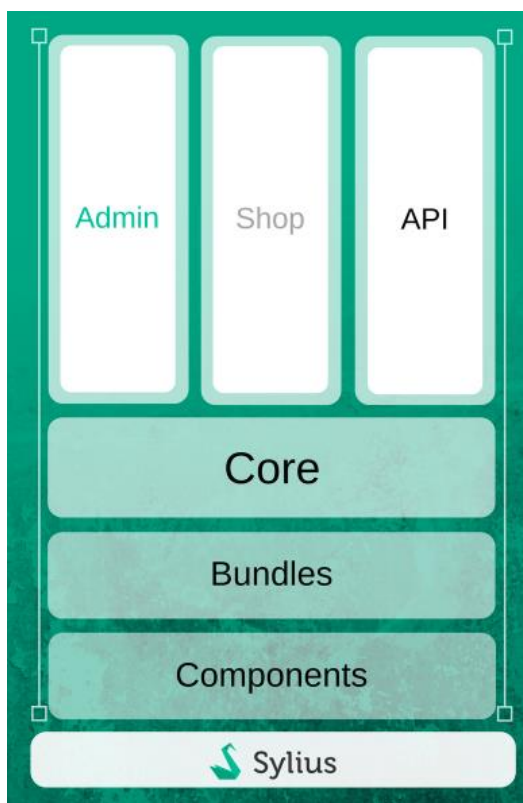 Admin
Shop
API
Core
Bundles
Components
Sylius